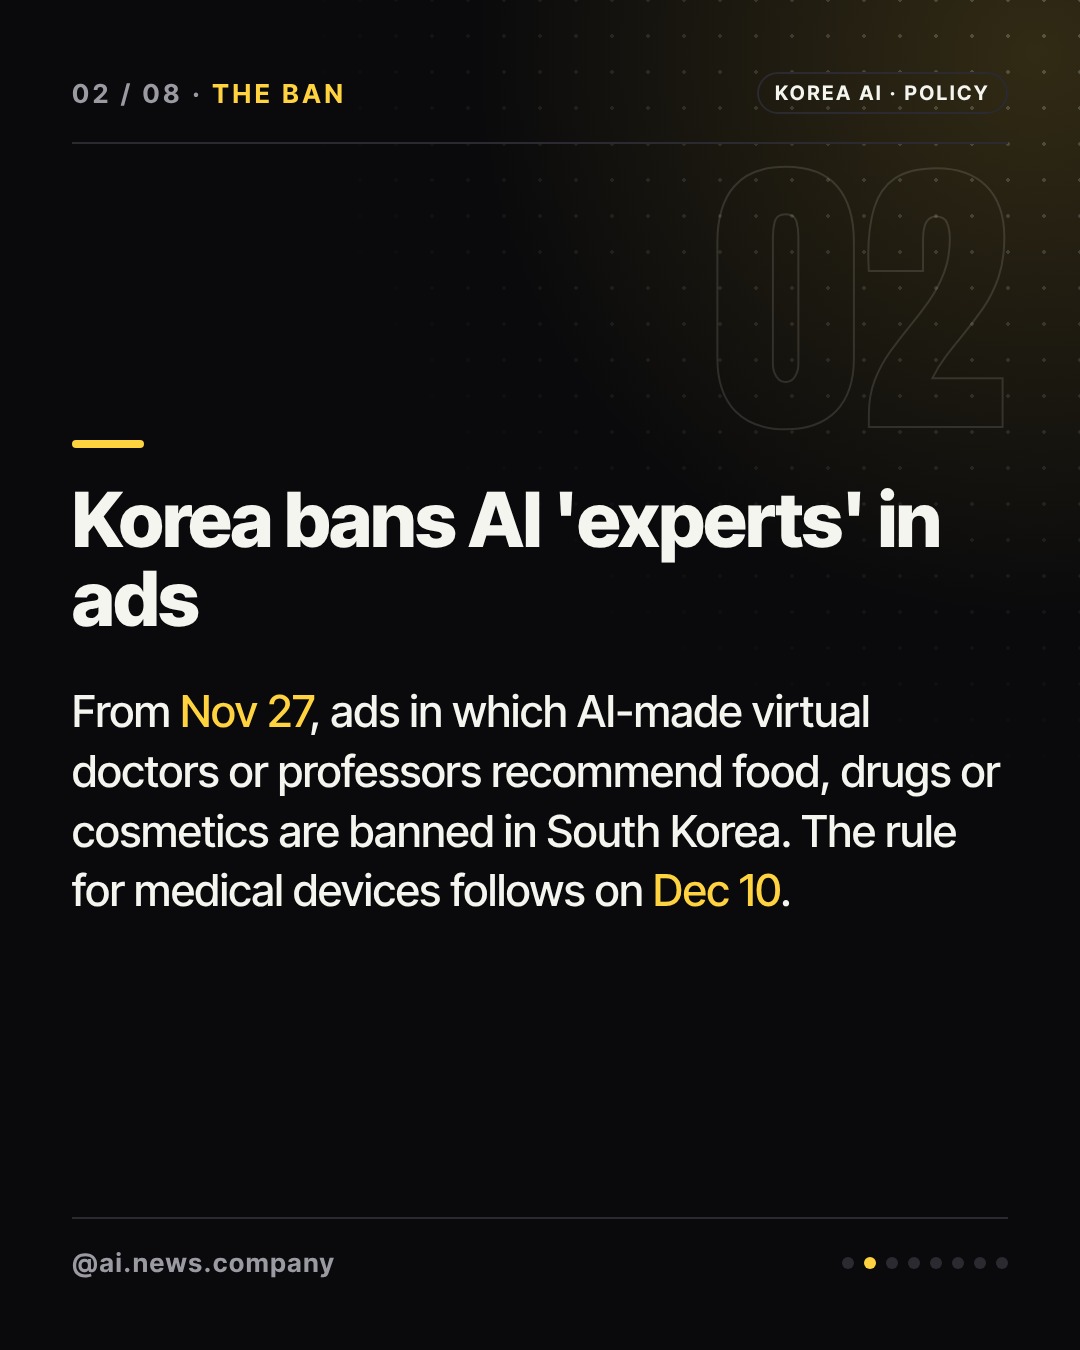 02 / 08 · THE BAN
KOREA AI · POLICY
02
Korea bans AI 'experts' in
ads
From Nov 27, ads in which AI-made virtual
doctors or professors recommend food, drugs or
cosmetics are banned in South Korea. The rule
for medical devices follows on Dec 10.
@ai.news.company